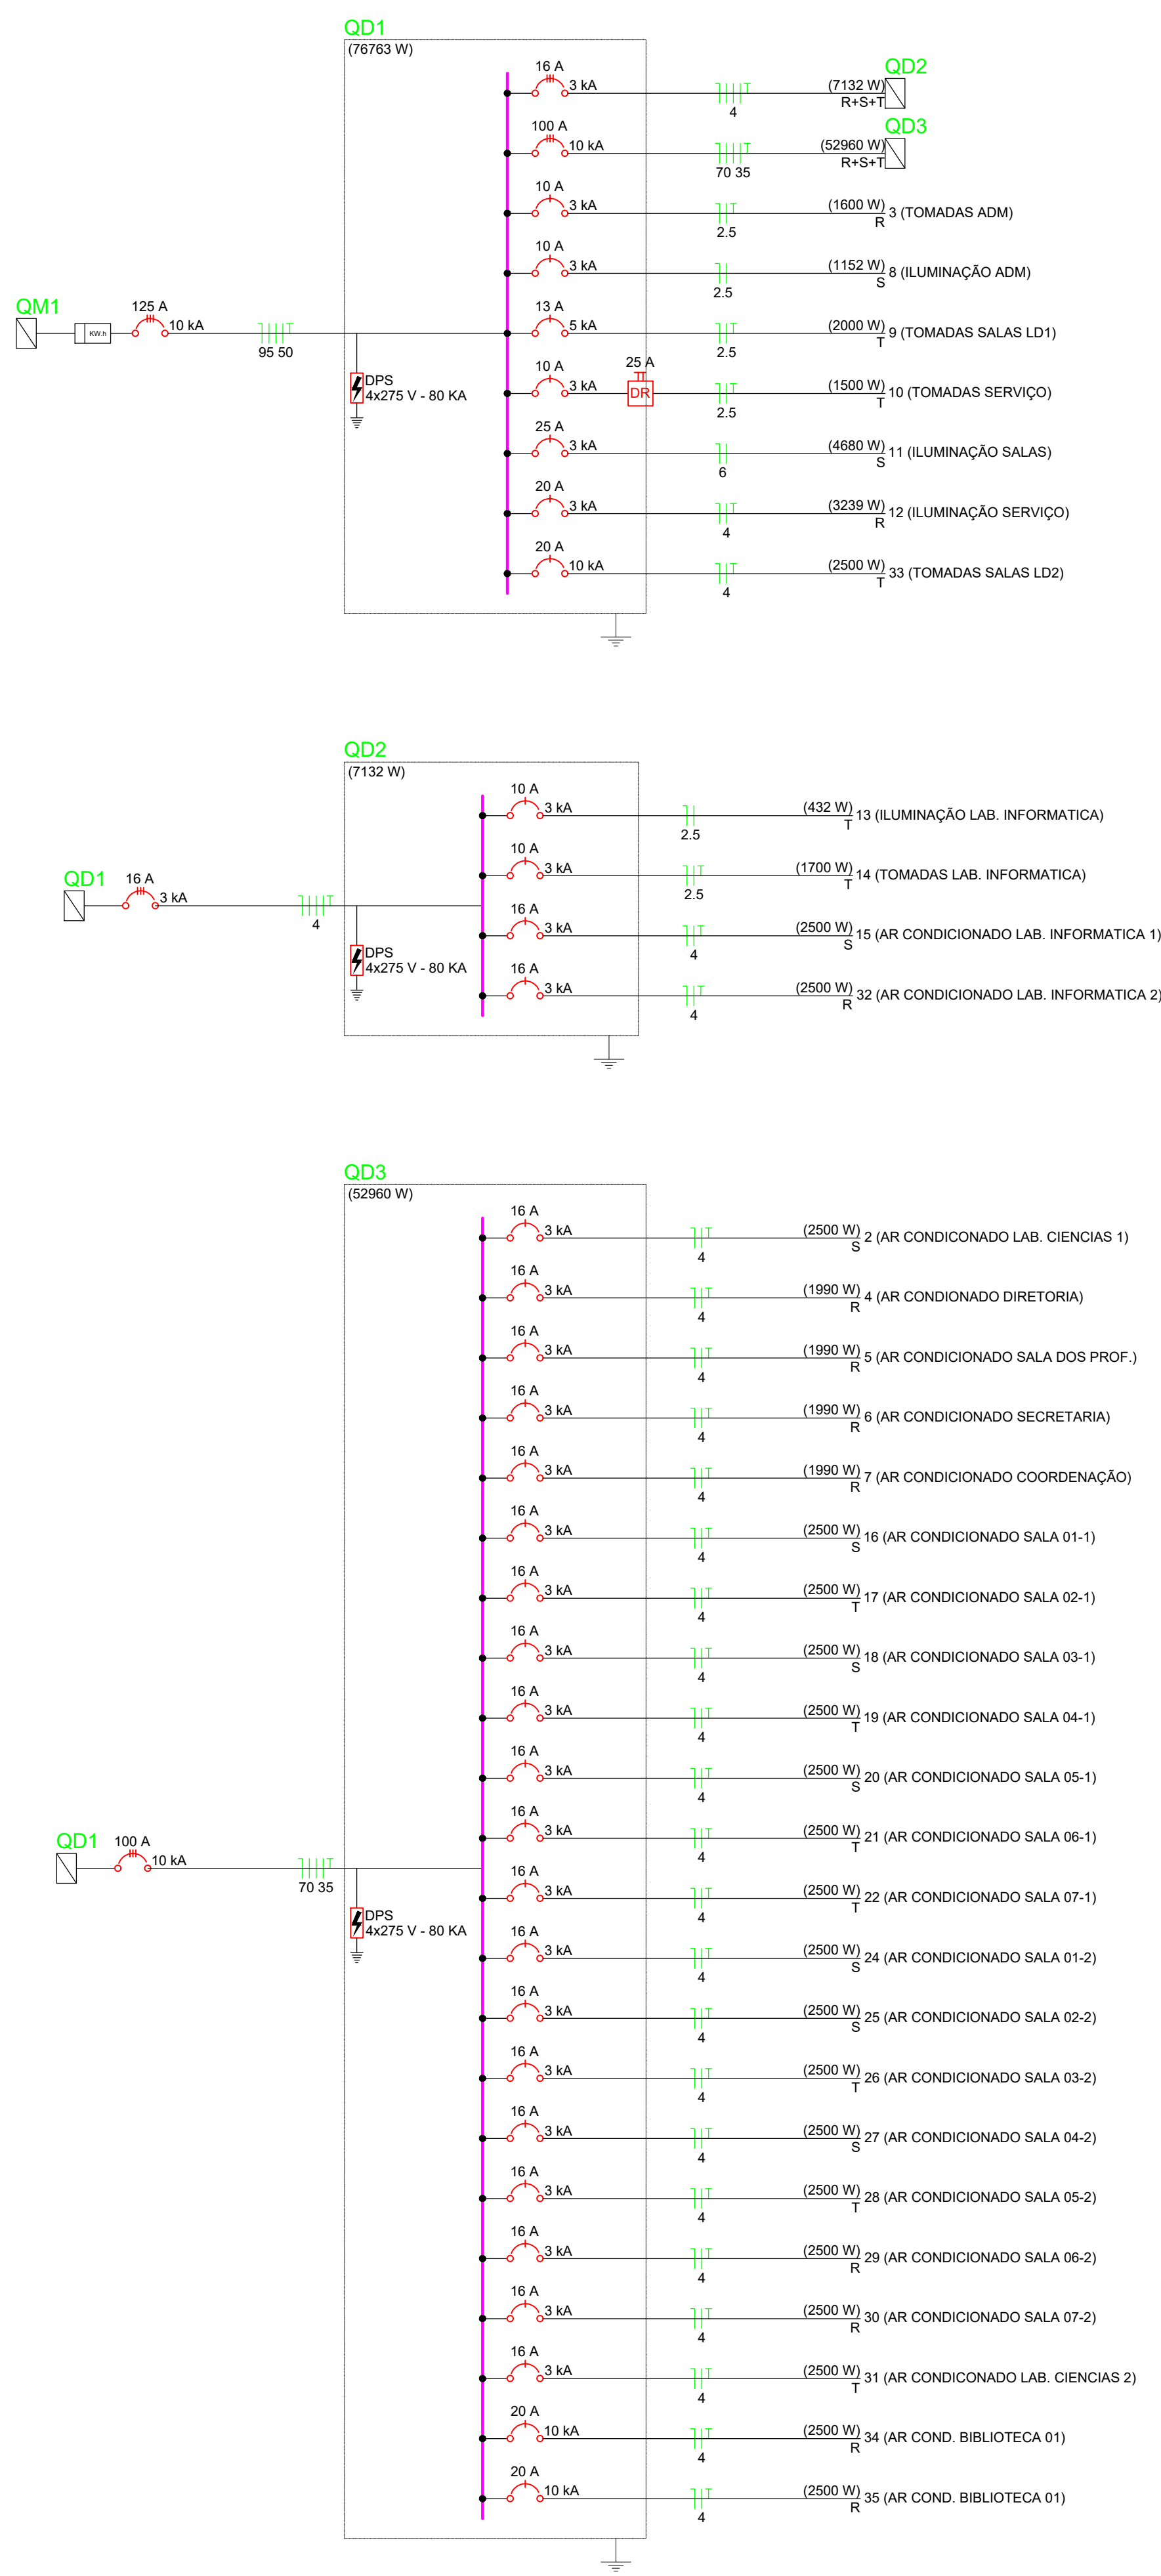 QD1
(76763 W)
16 A
3 kA
4
(7132 W)
R+S+T
QD2
100 A
10 kA
70 35
(52960 W)
R+S+T
QD3
10 A
3 kA
2.5
(1600 W)
R
3 (TOMADAS ADM)
10 A
3 kA
2.5
(1152 W)
S
8 (ILUMINAÇÃO ADM)
QM1
KW.h
125 A
10 kA
95 50
13 A
5 kA
2.5
(2000 W)
T
9 (TOMADAS SALAS LD1)
DPS
4x275 V - 80 KA
10 A
3 kA
25 A
DR
2.5
(1500 W)
T
10 (TOMADAS SERVIÇO)
25 A
3 kA
6
(4680 W)
S
11 (ILUMINAÇÃO SALAS)
20 A
3 kA
4
(3239 W)
R
12 (ILUMINAÇÃO SERVIÇO)
20 A
10 kA
4
(2500 W)
T
33 (TOMADAS SALAS LD2)
QD2
(7132 W)
10 A
3 kA
2.5
(432 W)
T
13 (ILUMINAÇÃO LAB. INFORMATICA)
10 A
3 kA
2.5
(1700 W)
T
14 (TOMADAS LAB. INFORMATICA)
QD1
16 A
3 kA
4
DPS
4x275 V - 80 KA
16 A
3 kA
4
(2500 W)
S
15 (AR CONDICIONADO LAB. INFORMATICA 1)
16 A
3 kA
4
(2500 W)
R
32 (AR CONDICIONADO LAB. INFORMATICA 2)
QD3
(52960 W)
16 A
3 kA
4
(2500 W)
S
2 (AR CONDICONADO LAB. CIENCIAS 1)
16 A
3 kA
4
(1990 W)
R
4 (AR CONDIONADO DIRETORIA)
16 A
3 kA
4
(1990 W)
R
5 (AR CONDICIONADO SALA DOS PROF.)
16 A
3 kA
4
(1990 W)
R
6 (AR CONDICIONADO SECRETARIA)
16 A
3 kA
4
(1990 W)
R
7 (AR CONDICIONADO COORDENAÇÃO)
16 A
3 kA
4
(2500 W)
S
16 (AR CONDICIONADO SALA 01-1)
16 A
3 kA
4
(2500 W)
T
17 (AR CONDICIONADO SALA 02-1)
16 A
3 kA
4
(2500 W)
S
18 (AR CONDICIONADO SALA 03-1)
16 A
3 kA
4
(2500 W)
T
19 (AR CONDICIONADO SALA 04-1)
16 A
3 kA
4
(2500 W)
S
20 (AR CONDICIONADO SALA 05-1)
16 A
3 kA
4
(2500 W)
T
21 (AR CONDICIONADO SALA 06-1)
QD1
100 A
10 kA
70 35
DPS
4x275 V - 80 KA
16 A
3 kA
4
(2500 W)
T
22 (AR CONDICIONADO SALA 07-1)
16 A
3 kA
4
(2500 W)
S
24 (AR CONDICIONADO SALA 01-2)
16 A
3 kA
4
(2500 W)
S
25 (AR CONDICIONADO SALA 02-2)
16 A
3 kA
4
(2500 W)
T
26 (AR CONDICIONADO SALA 03-2)
16 A
3 kA
4
(2500 W)
S
27 (AR CONDICIONADO SALA 04-2)
16 A
3 kA
4
(2500 W)
T
28 (AR CONDICIONADO SALA 05-2)
16 A
3 kA
4
(2500 W)
R
29 (AR CONDICIONADO SALA 06-2)
16 A
3 kA
4
(2500 W)
R
30 (AR CONDICIONADO SALA 07-2)
16 A
3 kA
4
(2500 W)
T
31 (AR CONDICONADO LAB. CIENCIAS 2)
20 A
10 kA
4
(2500 W)
R
34 (AR COND. BIBLIOTECA 01)
20 A
10 kA
4
(2500 W)
R
35 (AR COND. BIBLIOTECA 01)